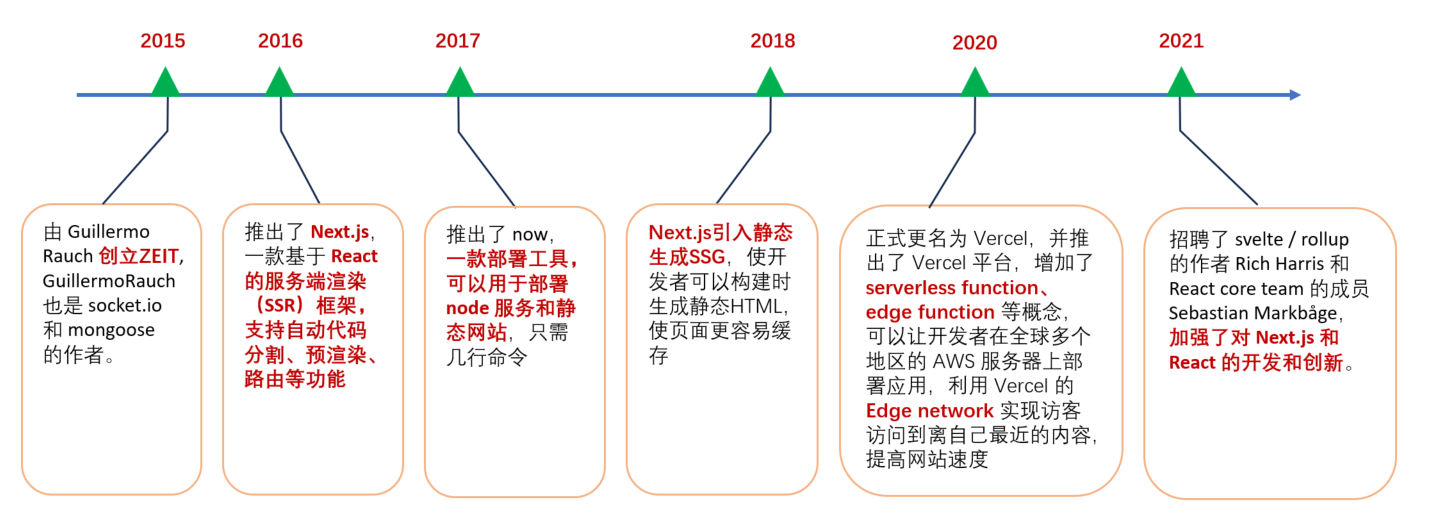 2015
2016
2017
2018
2020
2021
由 Guillermo
Rauch 创立ZEIT,
GuillermoRauch
也是 socket.io
和 mongoose
的作者。
推出了 Next.js,
一款基于 React
的服务端渲染
（SSR）框架，
支持自动代码
分割、预渲染、
路由等功能
推出了 now,
一款部署工具，
可以用于部署
node 服务和静
态网站，只需
几行命令
Next.js引入静态
生成SSG，使开
发者可以构建时
生成静态HTML,
使页面更容易缓
存
正式更名为 Vercel，并推
出了 Vercel 平台，增加了
serverless function、
edge function 等概念，
可以让开发者在全球多个
地区的 AWS 服务器上部
署应用，利用 Vercel 的
Edge network 实现访客
访问到离自己最近的内容，
提高网站速度
招聘了 svelte / rollup
的作者 Rich Harris 和
React core team 的成员
Sebastian Markbåge,
加强了对 Next.js 和
React 的开发和创新。